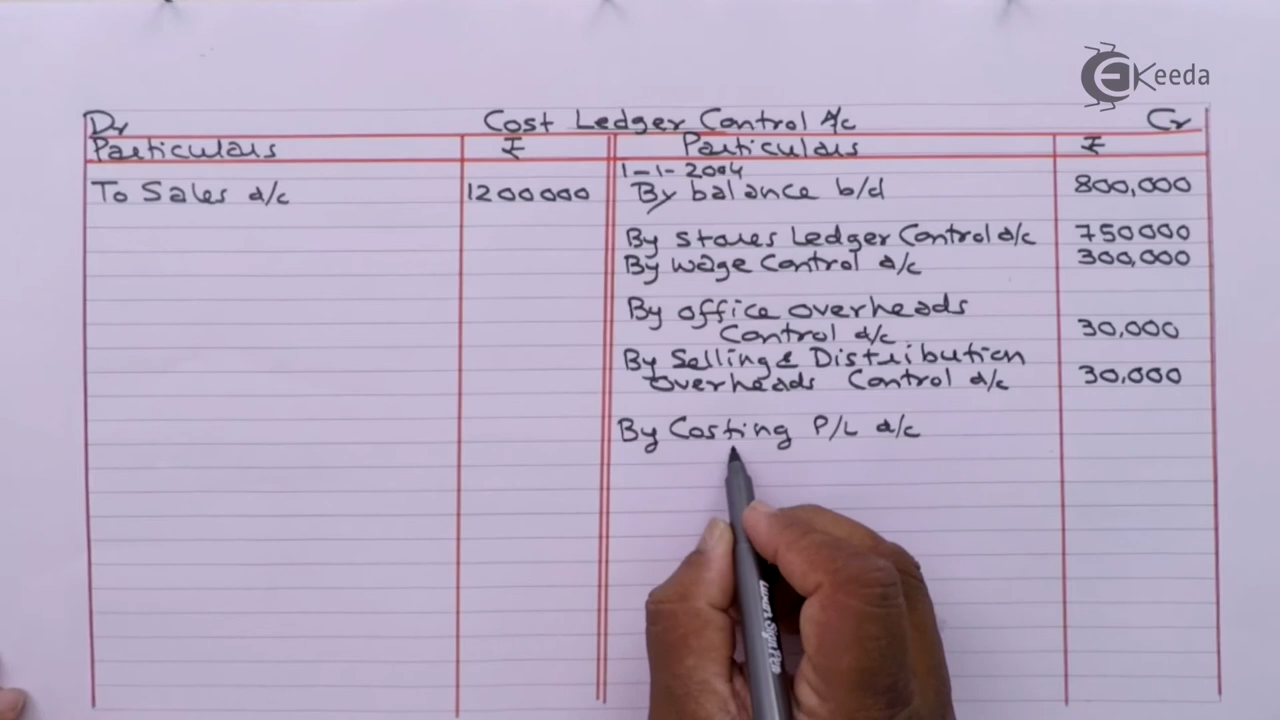 Keeda
Dr Cost Ledger Control A/c Cr
Particulars ₹ Particulars ₹
1-1-2004
To Sales a/c 1200000 By balance b/d 800,000
By Stores Ledger Control a/c 750000
By wage Control a/c 300,000
By office overheads
Control a/c 30,000
By Selling & Distribution
overheads Control a/c 30,000
By Costing P/L a/c